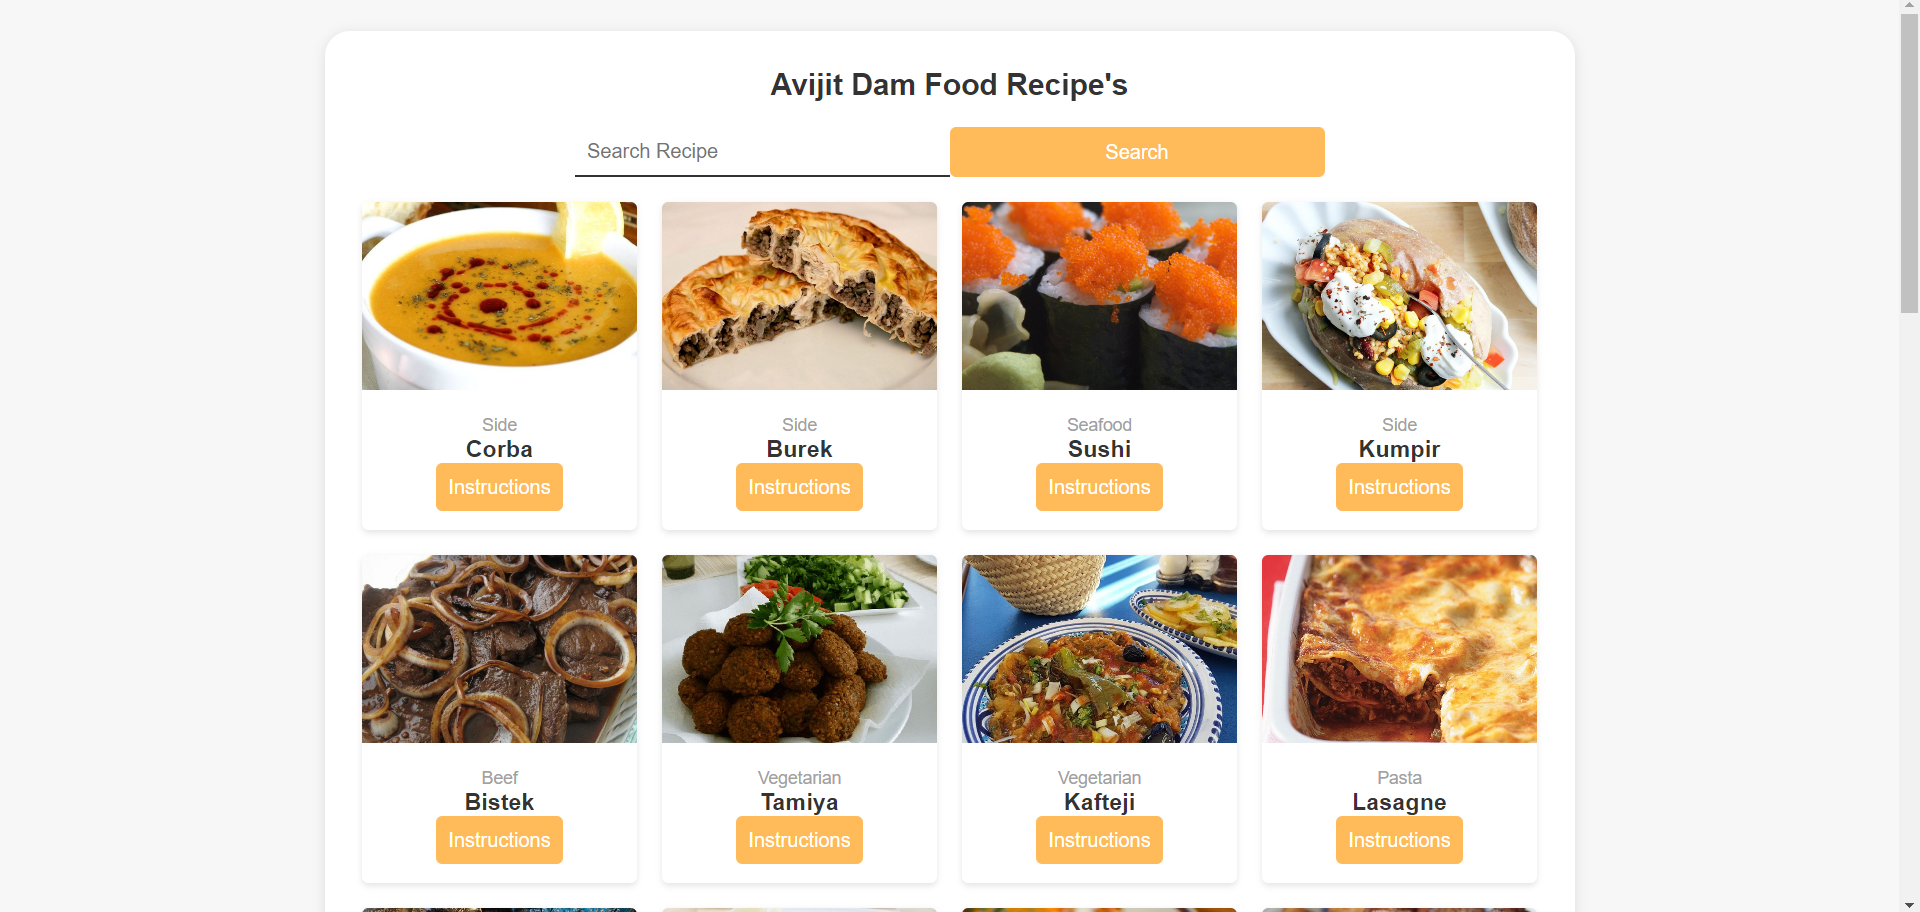 Avijit Dam Food Recipe's
Search Recipe
Search
Side
Corba
Instructions
Side
Burek
Instructions
Seafood
Sushi
Instructions
Side
Kumpir
Instructions
Beef
Bistek
Instructions
Vegetarian
Tamiya
Instructions
Vegetarian
Kafteji
Instructions
Pasta
Lasagne
Instructions